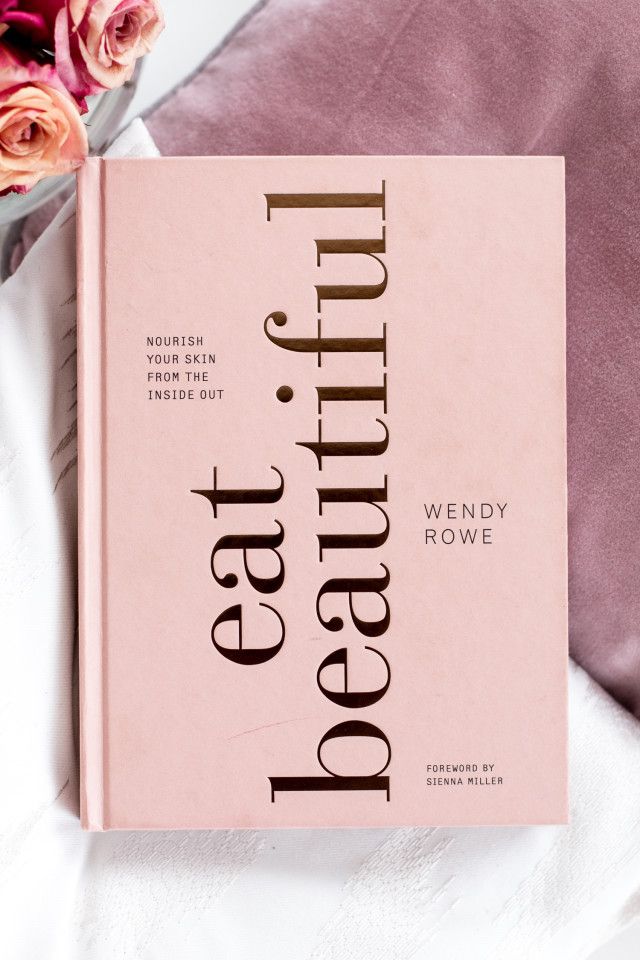 NOURISH
YOUR SKIN
FROM THE
INSIDE OUT
eat
beautiful
WENDY
ROWE
FOREWORD BY
SIENNA MILLER